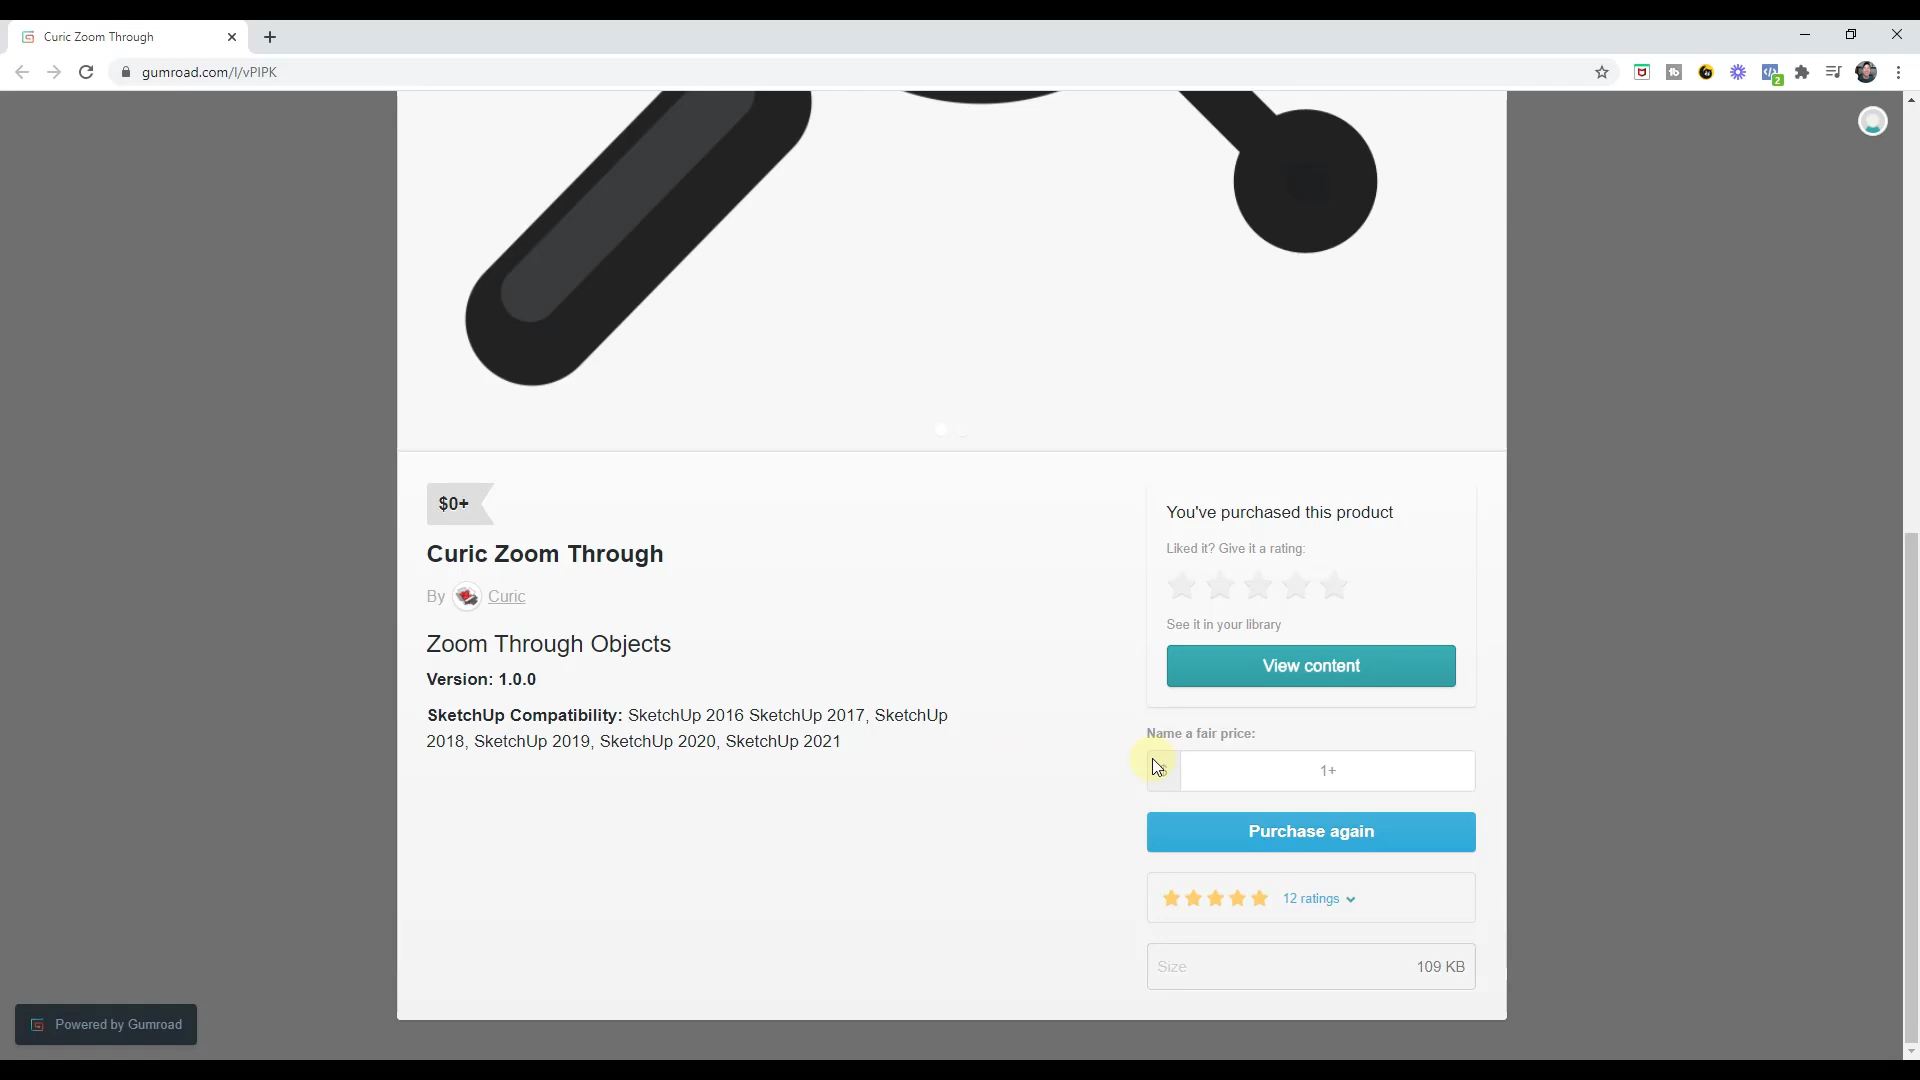 Curic Zoom Through
gumroad.com/l/vPIPK
2
$0+
Curic Zoom Through
By Curic
Zoom Through Objects
Version: 1.0.0
SketchUp Compatibility: SketchUp 2016 SketchUp 2017, SketchUp
2018, SketchUp 2019, SketchUp 2020, SketchUp 2021
You've purchased this product
Liked it? Give it a rating:
See it in your library
View content
Name a fair price:
1+
Purchase again
12 ratings
Size 109 KB
Powered by Gumroad